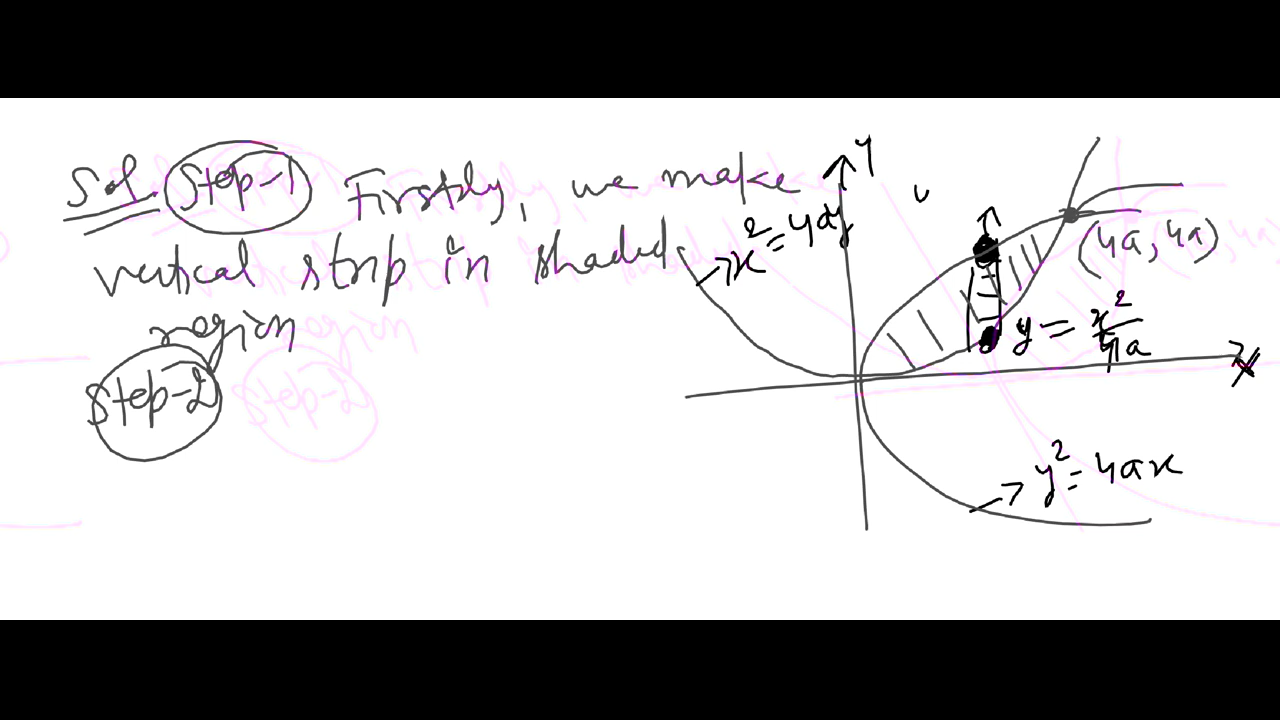 Sol. Step-1 Firstly, we make
vertical strip in shaded
region
Step-2
Y
x² = 4ay
(4a, 4a)
y = x²/4a
X
y² = 4ax